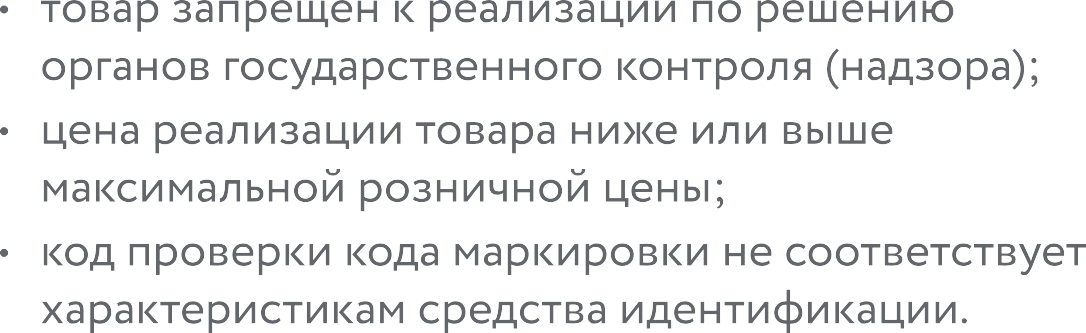 • товар запрещен к реализации по решению
органов государственного контроля (надзора);
• цена реализации товара ниже или выше
максимальной розничной цены;
• код проверки кода маркировки не соответствует
характеристикам средства идентификации.